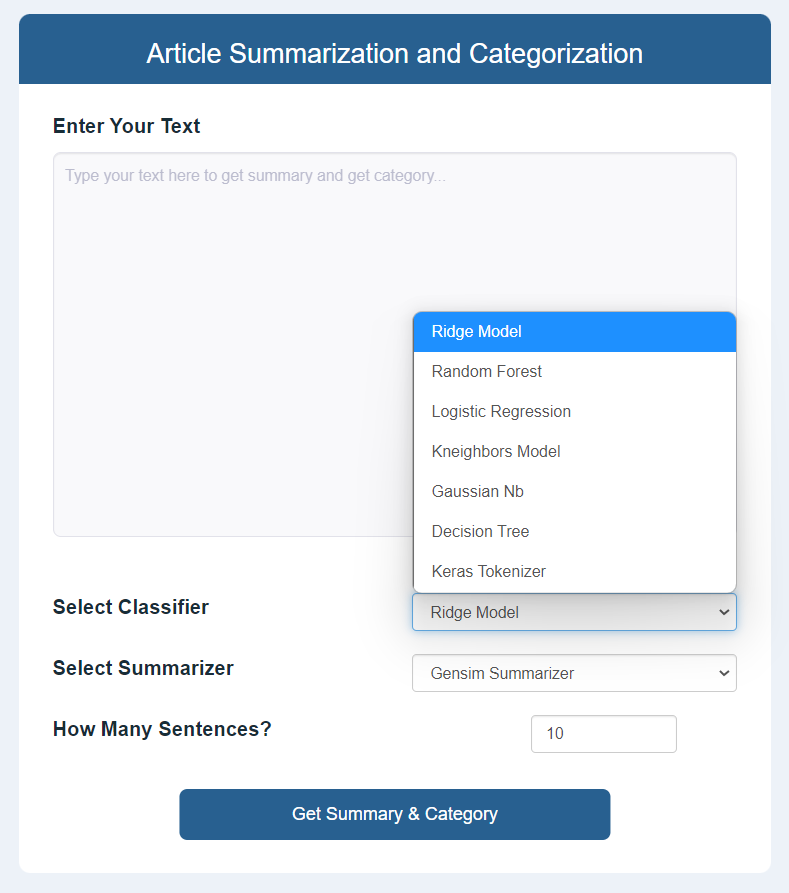 Article Summarization and Categorization
Enter Your Text
Type your text here to get summary and get category...
Ridge Model
Random Forest
Logistic Regression
Kneighbors Model
Gaussian Nb
Decision Tree
Keras Tokenizer
Select Classifier
Ridge Model
Select Summarizer
Gensim Summarizer
How Many Sentences?
10
Get Summary & Category